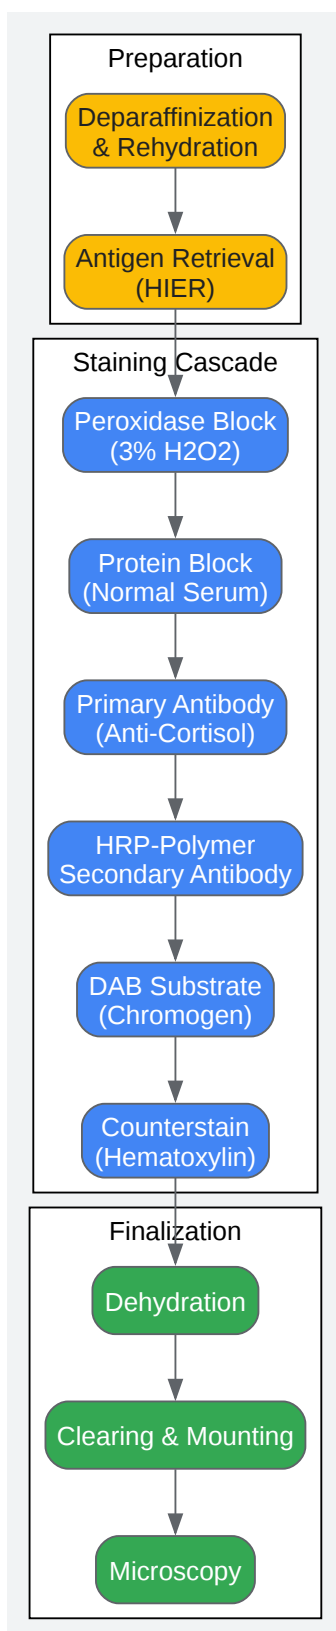 Preparation
Deparaffinization
& Rehydration
Antigen Retrieval
(HIER)
Staining Cascade
Peroxidase Block
(3% H2O2)
Protein Block
(Normal Serum)
Primary Antibody
(Anti-Cortisol)
HRP-Polymer
Secondary Antibody
DAB Substrate
(Chromogen)
Counterstain
(Hematoxylin)
Finalization
Dehydration
Clearing & Mounting
Microscopy